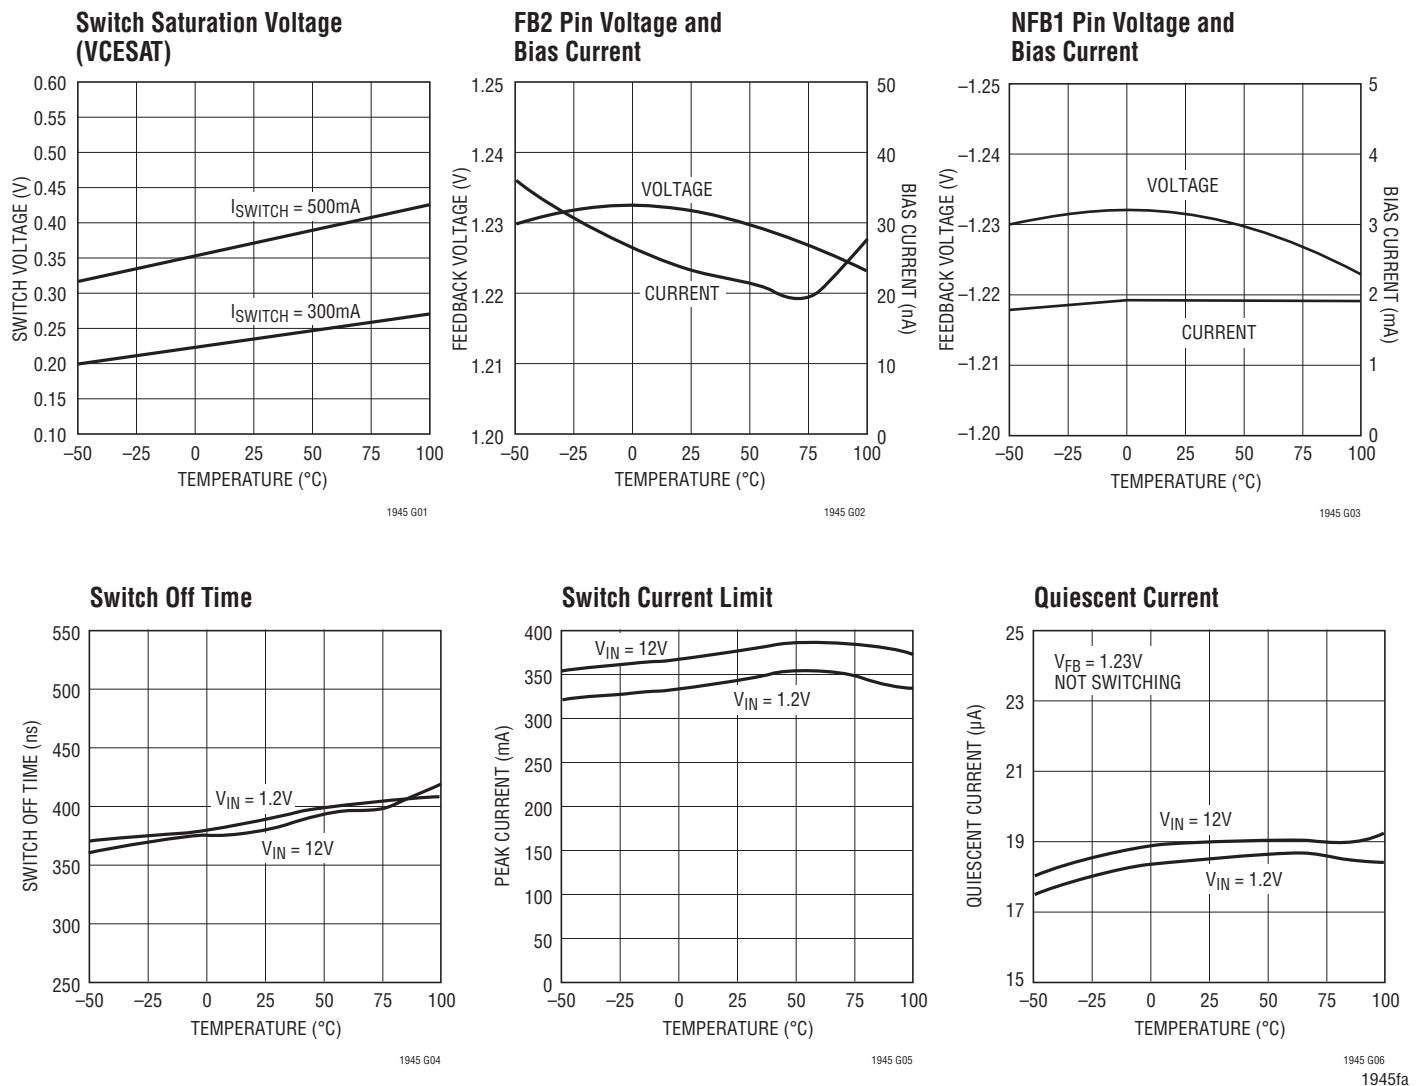 Switch Saturation Voltage
(VCESAT)
0.60
0.55
0.50
0.45
0.40
0.35
0.30
0.25
0.20
0.15
0.10
SWITCH VOLTAGE (V)
ISWITCH = 500mA
ISWITCH = 300mA
–50 –25 0 25 50 75 100
TEMPERATURE (°C)
1945 G01
FB2 Pin Voltage and
Bias Current
1.25
1.24
1.23
1.22
1.21
1.20
FEEDBACK VOLTAGE (V)
VOLTAGE
CURRENT
50
40
30
20
10
0
BIAS CURRENT (nA)
–50 –25 0 25 50 75 100
TEMPERATURE (°C)
1945 G02
NFB1 Pin Voltage and
Bias Current
–1.25
–1.24
–1.23
–1.22
–1.21
–1.20
FEEDBACK VOLTAGE (V)
VOLTAGE
CURRENT
5
4
3
2
1
0
BIAS CURRENT (mA)
–50 –25 0 25 50 75 100
TEMPERATURE (°C)
1945 G03
Switch Off Time
550
500
450
400
350
300
250
SWITCH OFF TIME (ns)
VIN = 1.2V
VIN = 12V
–50 –25 0 25 50 75 100
TEMPERATURE (°C)
1945 G04
Switch Current Limit
400
350
300
250
200
150
100
50
0
PEAK CURRENT (mA)
VIN = 12V
VIN = 1.2V
–50 –25 0 25 50 75 100
TEMPERATURE (°C)
1945 G05
Quiescent Current
25
23
21
19
17
15
QUIESCENT CURRENT (µA)
VFB = 1.23V
NOT SWITCHING
VIN = 12V
VIN = 1.2V
–50 –25 0 25 50 75 100
TEMPERATURE (°C)
1945 G06
1945fa